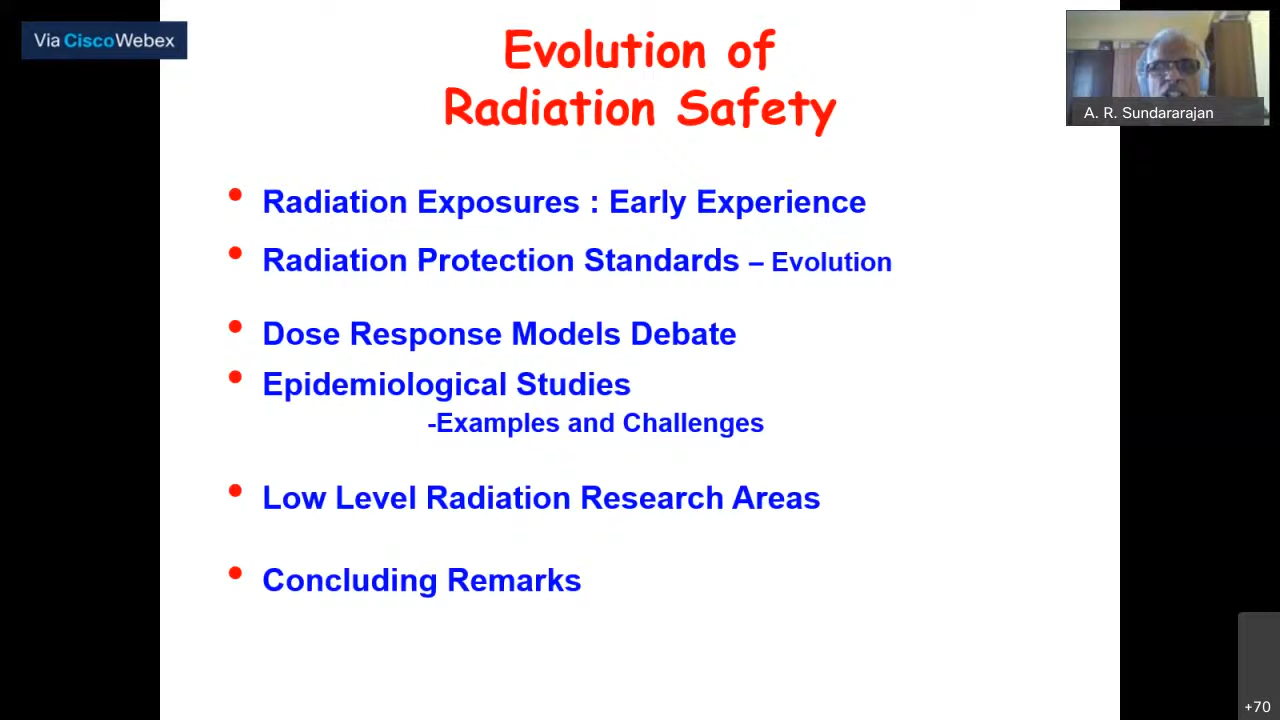 Via CiscoWebex
Evolution of
Radiation Safety
A. R. Sundararajan
• Radiation Exposures : Early Experience
• Radiation Protection Standards – Evolution
• Dose Response Models Debate
• Epidemiological Studies
-Examples and Challenges
• Low Level Radiation Research Areas
• Concluding Remarks
+70